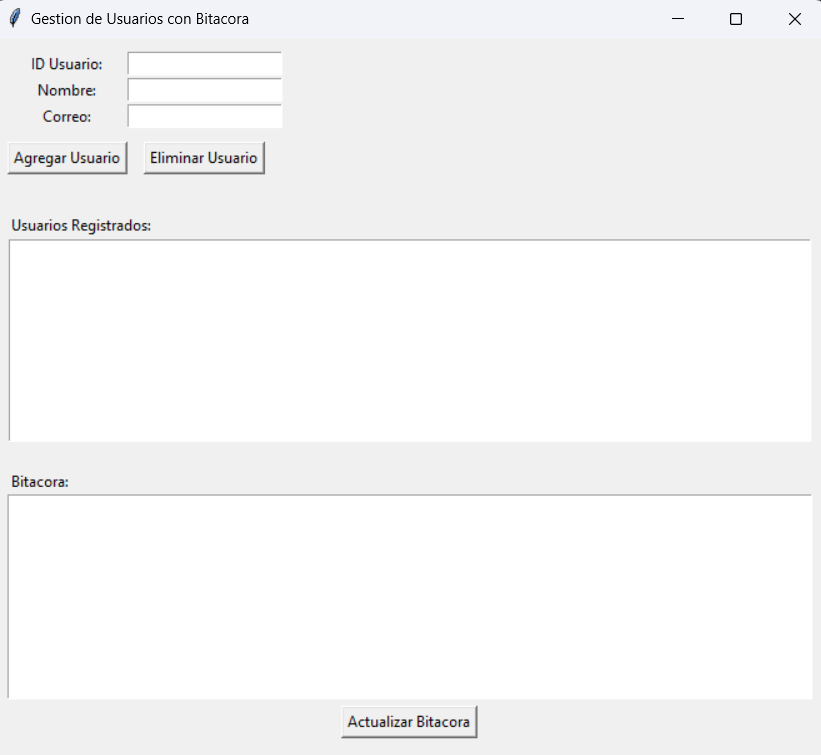 Gestion de Usuarios con Bitacora
ID Usuario:
Nombre:
Correo:
Agregar Usuario Eliminar Usuario
Usuarios Registrados:
Bitacora:
Actualizar Bitacora